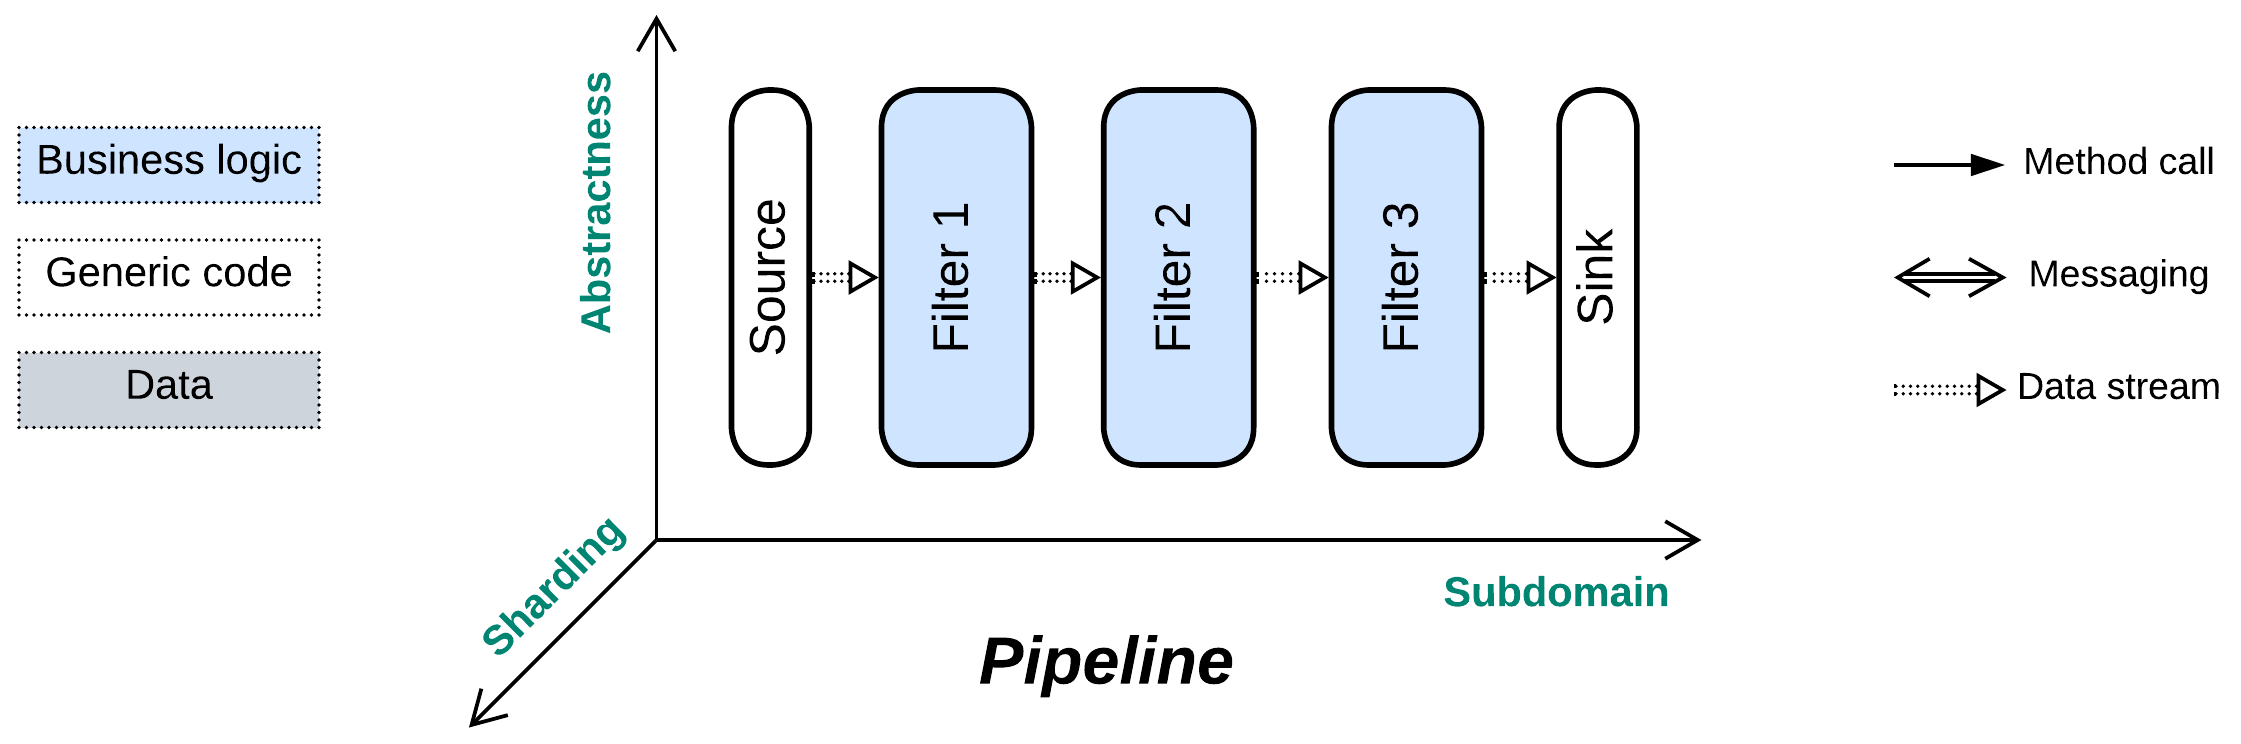 Business logic
Generic code
Data
Abstractness
Sharding
Subdomain
Source
Filter 1
Filter 2
Filter 3
Sink
Pipeline
Method call
Messaging
Data stream